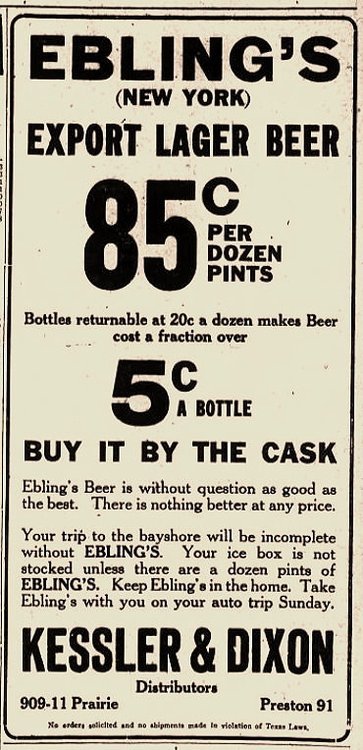 EBLING'S
(NEW YORK)
EXPORT LAGER BEER
85c
PER
DOZEN
PINTS
Bottles returnable at 20c a dozen makes Beer
cost a fraction over
5c
A BOTTLE
BUY IT BY THE CASK
Ebling's Beer is without question as good as
the best. There is nothing better at any price.
Your trip to the bayshore will be incomplete
without EBLING'S. Your ice box is not
stocked unless there are a dozen pints of
EBLING'S. Keep Ebling's in the home. Take
Ebling's with you on your auto trip Sunday.
KESSLER & DIXON
Distributors
909-11 Prairie Preston 91
No orders solicited and no shipments made in violation of Texas Laws.